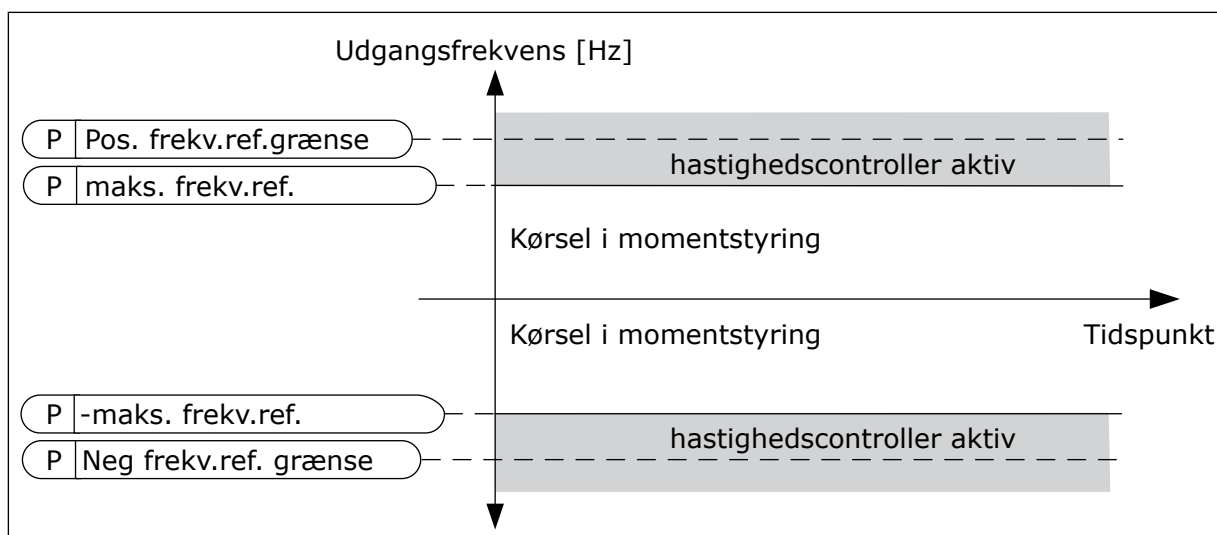 Udgangsfrekvens [Hz]
P Pos. frekv.ref.grænse
hastighedscontroller aktiv
P maks. frekv.ref.
Kørsel i momentstyring
Kørsel i momentstyring
Tidspunkt
P -maks. frekv.ref.
hastighedscontroller aktiv
P Neg frekv.ref. grænse